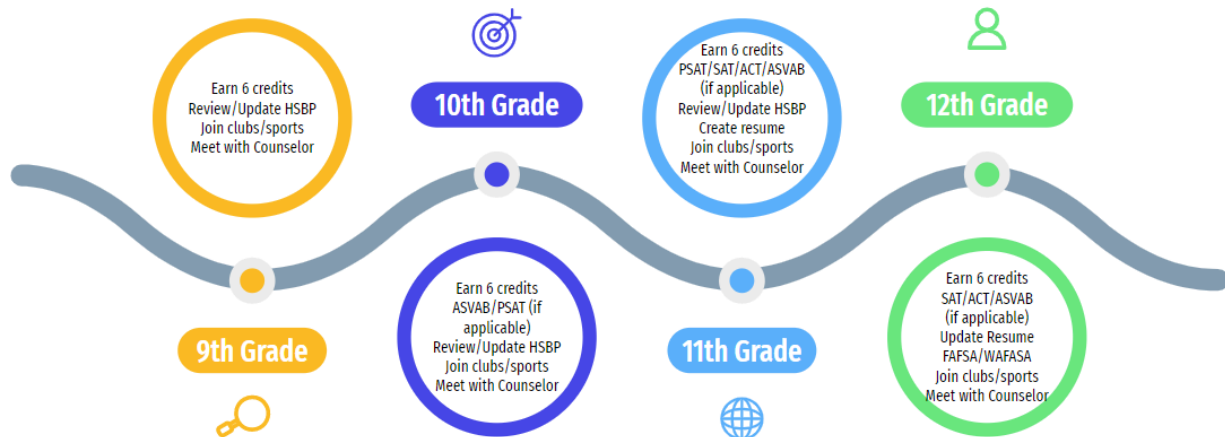 Earn 6 credits
Review/Update HSBP
Join clubs/sports
Meet with Counselor
9th Grade
10th Grade
Earn 6 credits
ASVAB/PSAT (if
applicable)
Review/Update HSBP
Join clubs/sports
Meet with Counselor
Earn 6 credits
PSAT/SAT/ACT/ASVAB
(if applicable)
Review/Update HSBP
Create resume
Join clubs/sports
Meet with Counselor
11th Grade
12th Grade
Earn 6 credits
SAT/ACT/ASVAB
(if applicable)
Update Resume
FAFSA/WAFASA
Join clubs/sports
Meet with Counselor